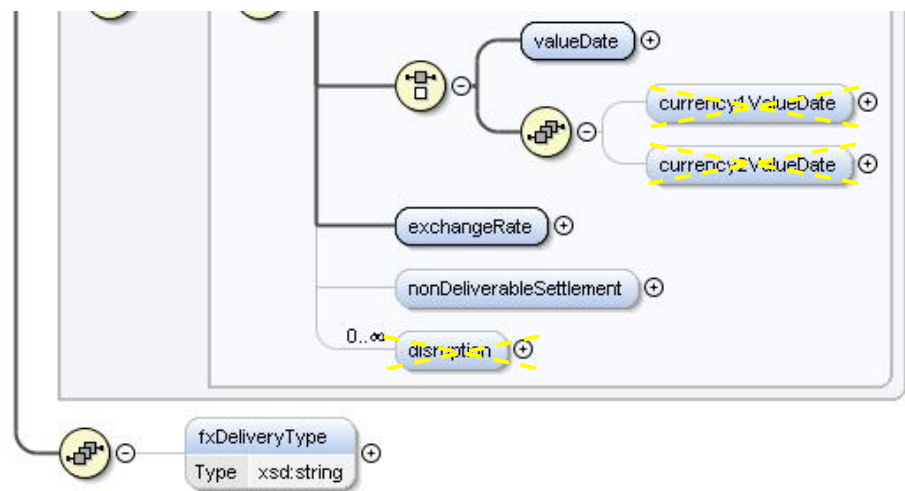 valueDate
currency1ValueDate
currency2ValueDate
exchangeRate
nonDeliverableSettlement
0..∞
disruption
fxDeliveryType
Type xsd:string